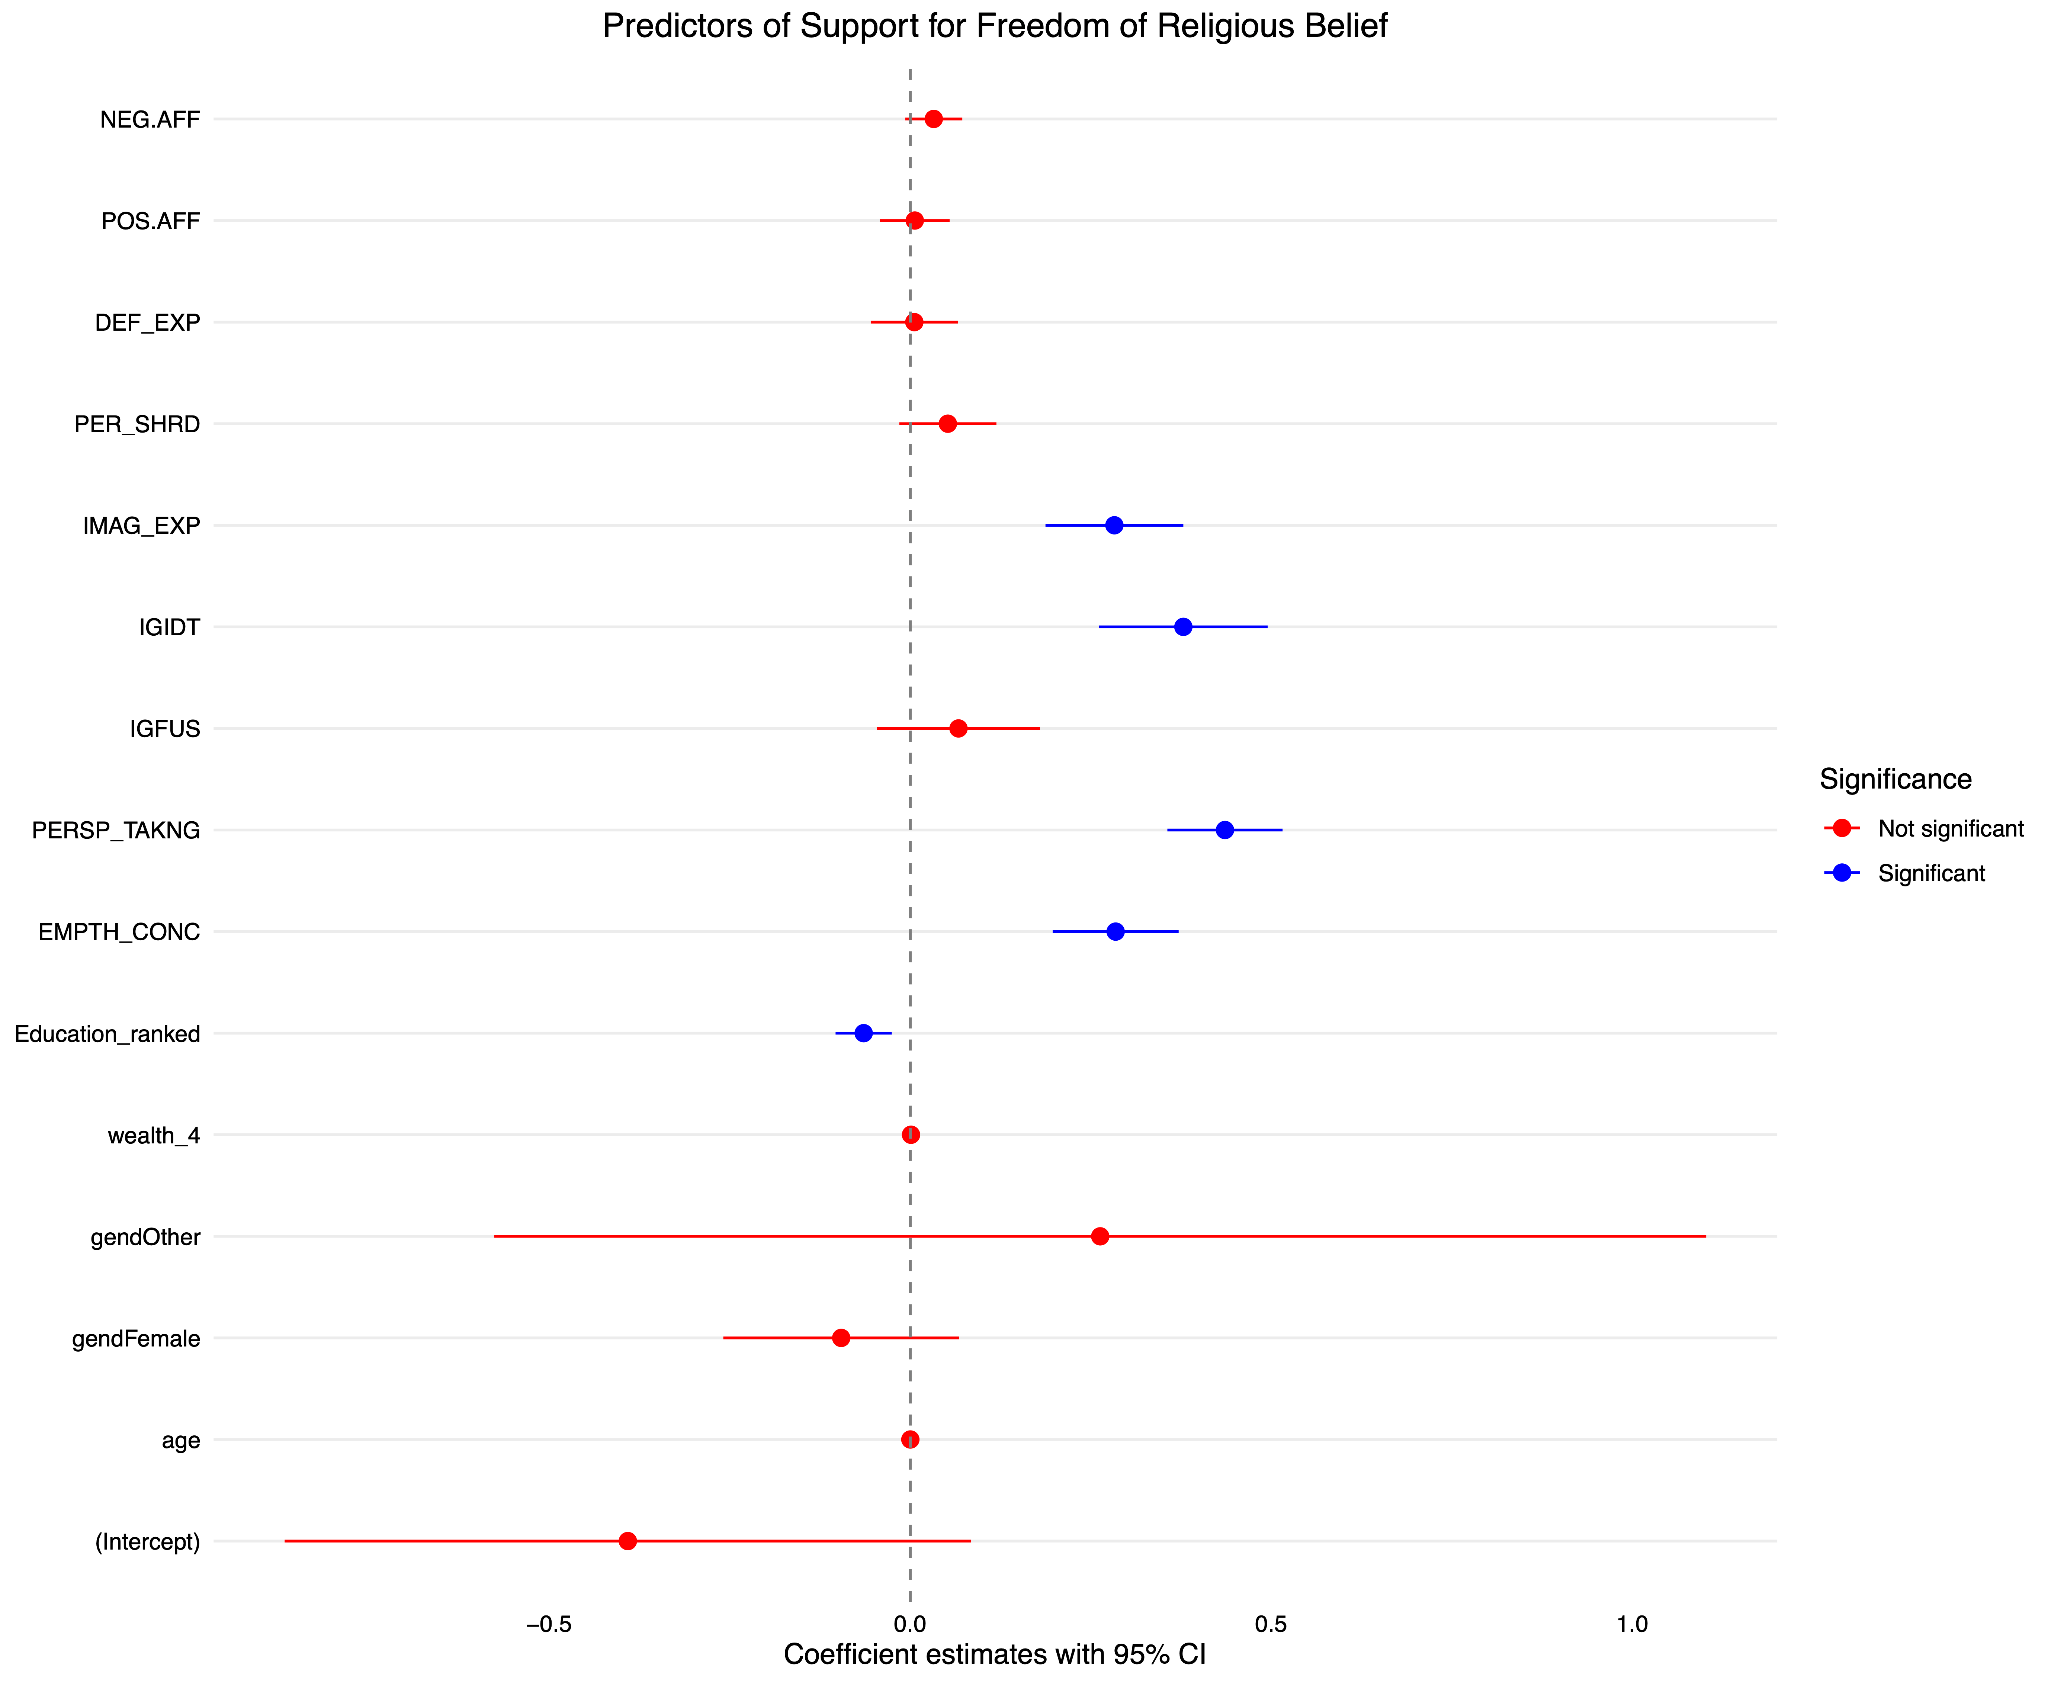 Predictors of Support for Freedom of Religious Belief
NEG.AFF
POS.AFF
DEF_EXP
PER_SHRD
IMAG_EXP
IGIDT
IGFUS
PERSP_TAKNG
EMPTH_CONC
Education_ranked
wealth_4
gendOther
gendFemale
age
(Intercept)
−0.5 0.0 0.5 1.0
Coefficient estimates with 95% CI
Significance
Not significant
Significant